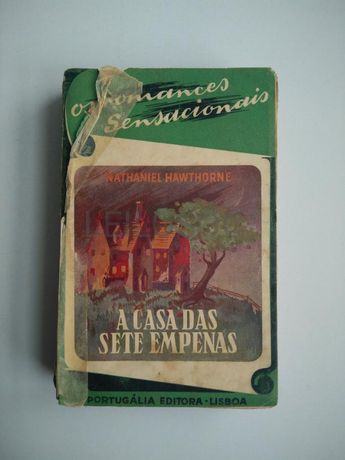 Os Romances
Sensacionais
NATHANIEL HAWTHORNE
A CASA DAS
SETE EMPENAS
PORTUGÁLIA EDITORA · LISBOA